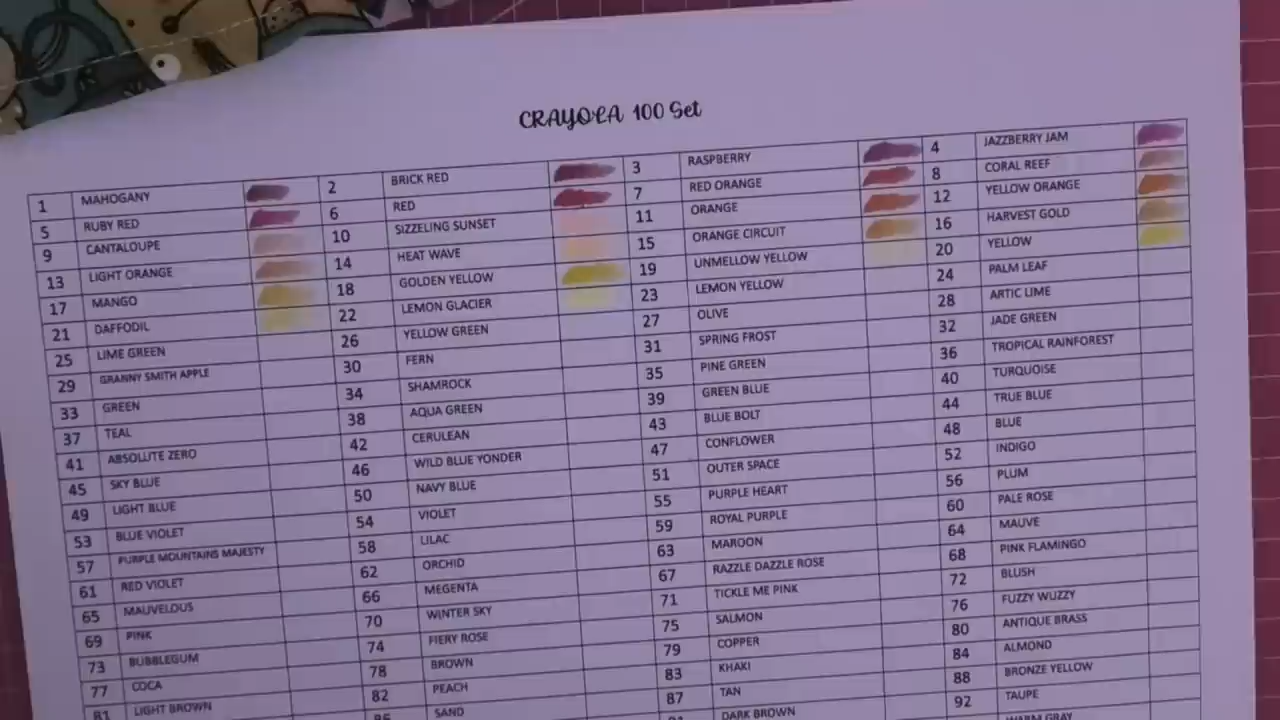 CRAYOLA 100 Set
1 MAHOGANY 2 BRICK RED 3 RASPBERRY 4 JAZZBERRY JAM
5 RUBY RED 6 RED 7 RED ORANGE 8 CORAL REEF
9 CANTALOUPE 10 SIZZELING SUNSET 11 ORANGE 12 YELLOW ORANGE
13 LIGHT ORANGE 14 HEAT WAVE 15 ORANGE CIRCUIT 16 HARVEST GOLD
17 MANGO 18 GOLDEN YELLOW 19 UNMELLOW YELLOW 20 YELLOW
21 DAFFODIL 22 LEMON GLACIER 23 LEMON YELLOW 24 PALM LEAF
25 LIME GREEN 26 YELLOW GREEN 27 OLIVE 28 ARTIC LIME
29 GRANNY SMITH APPLE 30 FERN 31 SPRING FROST 32 JADE GREEN
33 GREEN 34 SHAMROCK 35 PINE GREEN 36 TROPICAL RAINFOREST
37 TEAL 38 AQUA GREEN 39 GREEN BLUE 40 TURQUOISE
41 ABSOLUTE ZERO 42 CERULEAN 43 BLUE BOLT 44 TRUE BLUE
45 SKY BLUE 46 WILD BLUE YONDER 47 CONFLOWER 48 BLUE
49 LIGHT BLUE 50 NAVY BLUE 51 OUTER SPACE 52 INDIGO
53 BLUE VIOLET 54 VIOLET 55 PURPLE HEART 56 PLUM
57 PURPLE MOUNTAINS MAJESTY 58 LILAC 59 ROYAL PURPLE 60 PALE ROSE
61 RED VIOLET 62 ORCHID 63 MAROON 64 MAUVE
65 MAUVELOUS 66 MEGENTA 67 RAZZLE DAZZLE ROSE 68 PINK FLAMINGO
69 PINK 70 WINTER SKY 71 TICKLE ME PINK 72 BLUSH
73 BUBBLEGUM 74 FIERY ROSE 75 SALMON 76 FUZZY WUZZY
77 COCA 78 BROWN 79 COPPER 80 ANTIQUE BRASS
81 LIGHT BROWN 82 PEACH 83 KHAKI 84 ALMOND
SAND 87 TAN 88 BRONZE YELLOW
DARK BROWN 92 TAUPE
WARM GRAY